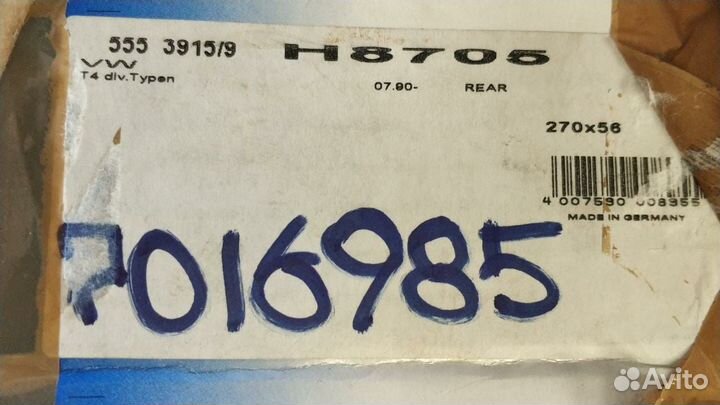 555 3915/9 H8705
VW
T4 div.Typen
07.90- REAR
270x56
4 007590 008355
MADE IN GERMANY
7016985
Avito